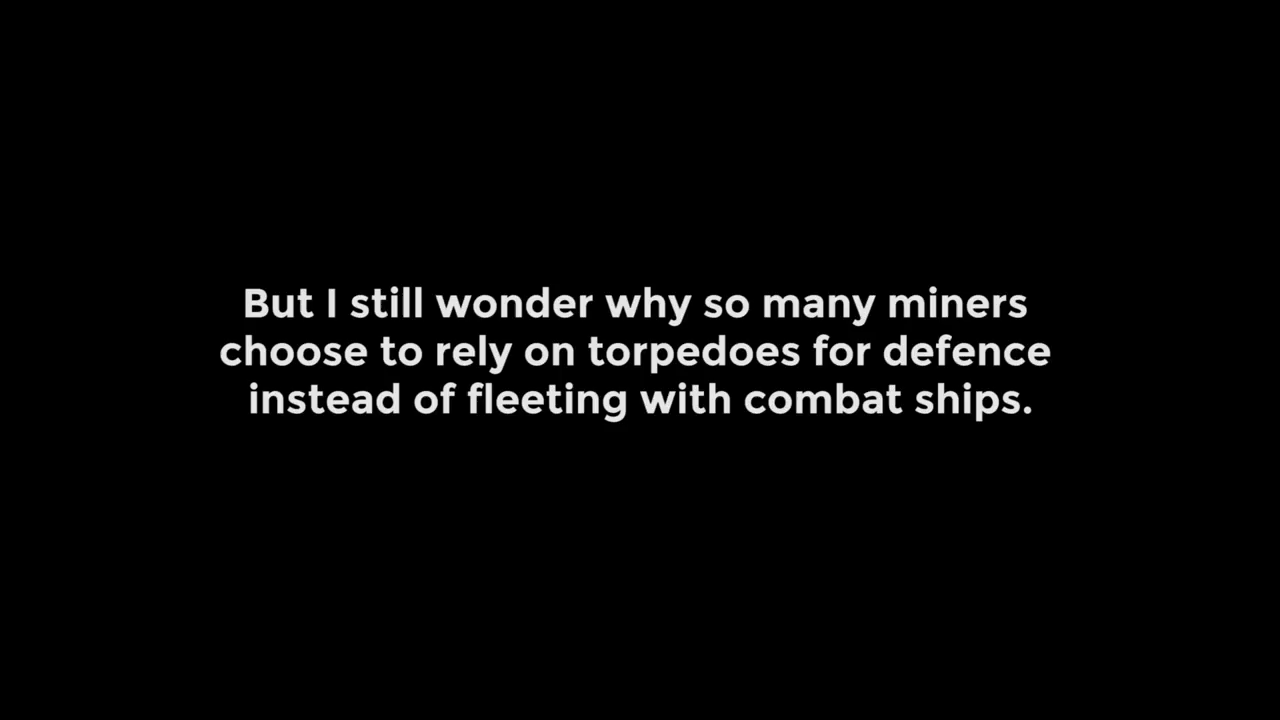 But I still wonder why so many miners
choose to rely on torpedoes for defence
instead of fleeting with combat ships.